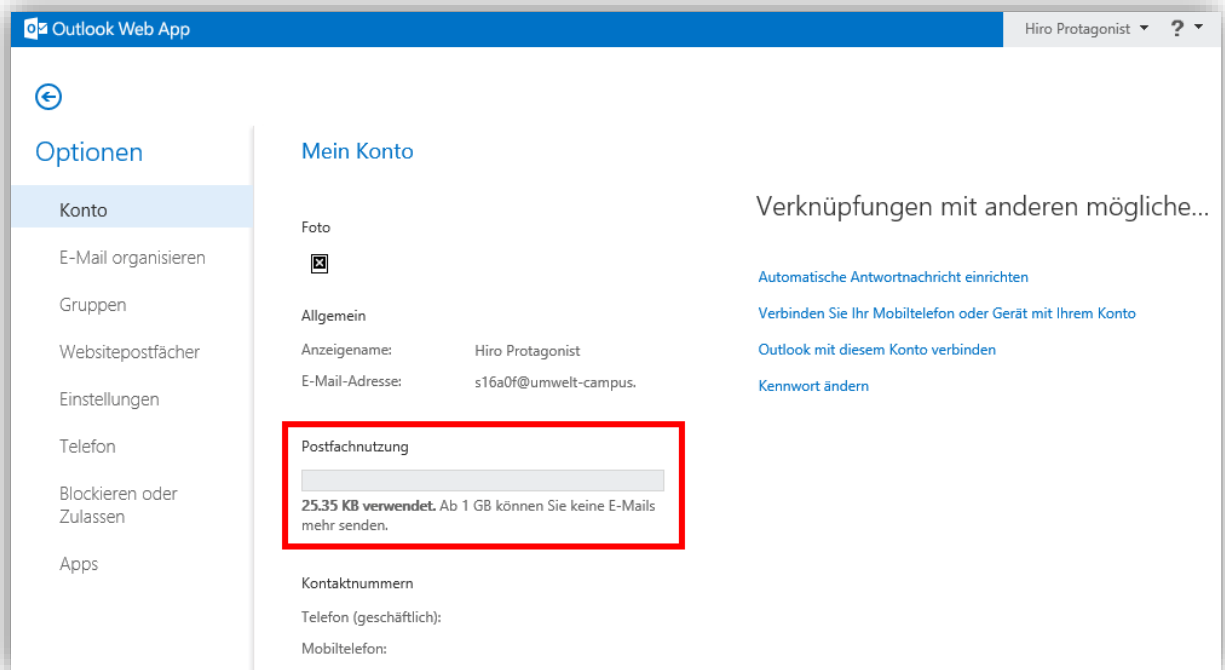 Outlook Web App
Hiro Protagonist
?
Optionen
Konto
E-Mail organisieren
Gruppen
Websitepostfächer
Einstellungen
Telefon
Blockieren oder
Zulassen
Apps
Mein Konto
Foto
Allgemein
Anzeigename: Hiro Protagonist
E-Mail-Adresse: s16a0f@umwelt-campus.
Postfachnutzung
25.35 KB verwendet. Ab 1 GB können Sie keine E-Mails
mehr senden.
Kontaktnummern
Telefon (geschäftlich):
Mobiltelefon:
Verknüpfungen mit anderen mögliche...
Automatische Antwortnachricht einrichten
Verbinden Sie Ihr Mobiltelefon oder Gerät mit Ihrem Konto
Outlook mit diesem Konto verbinden
Kennwort ändern